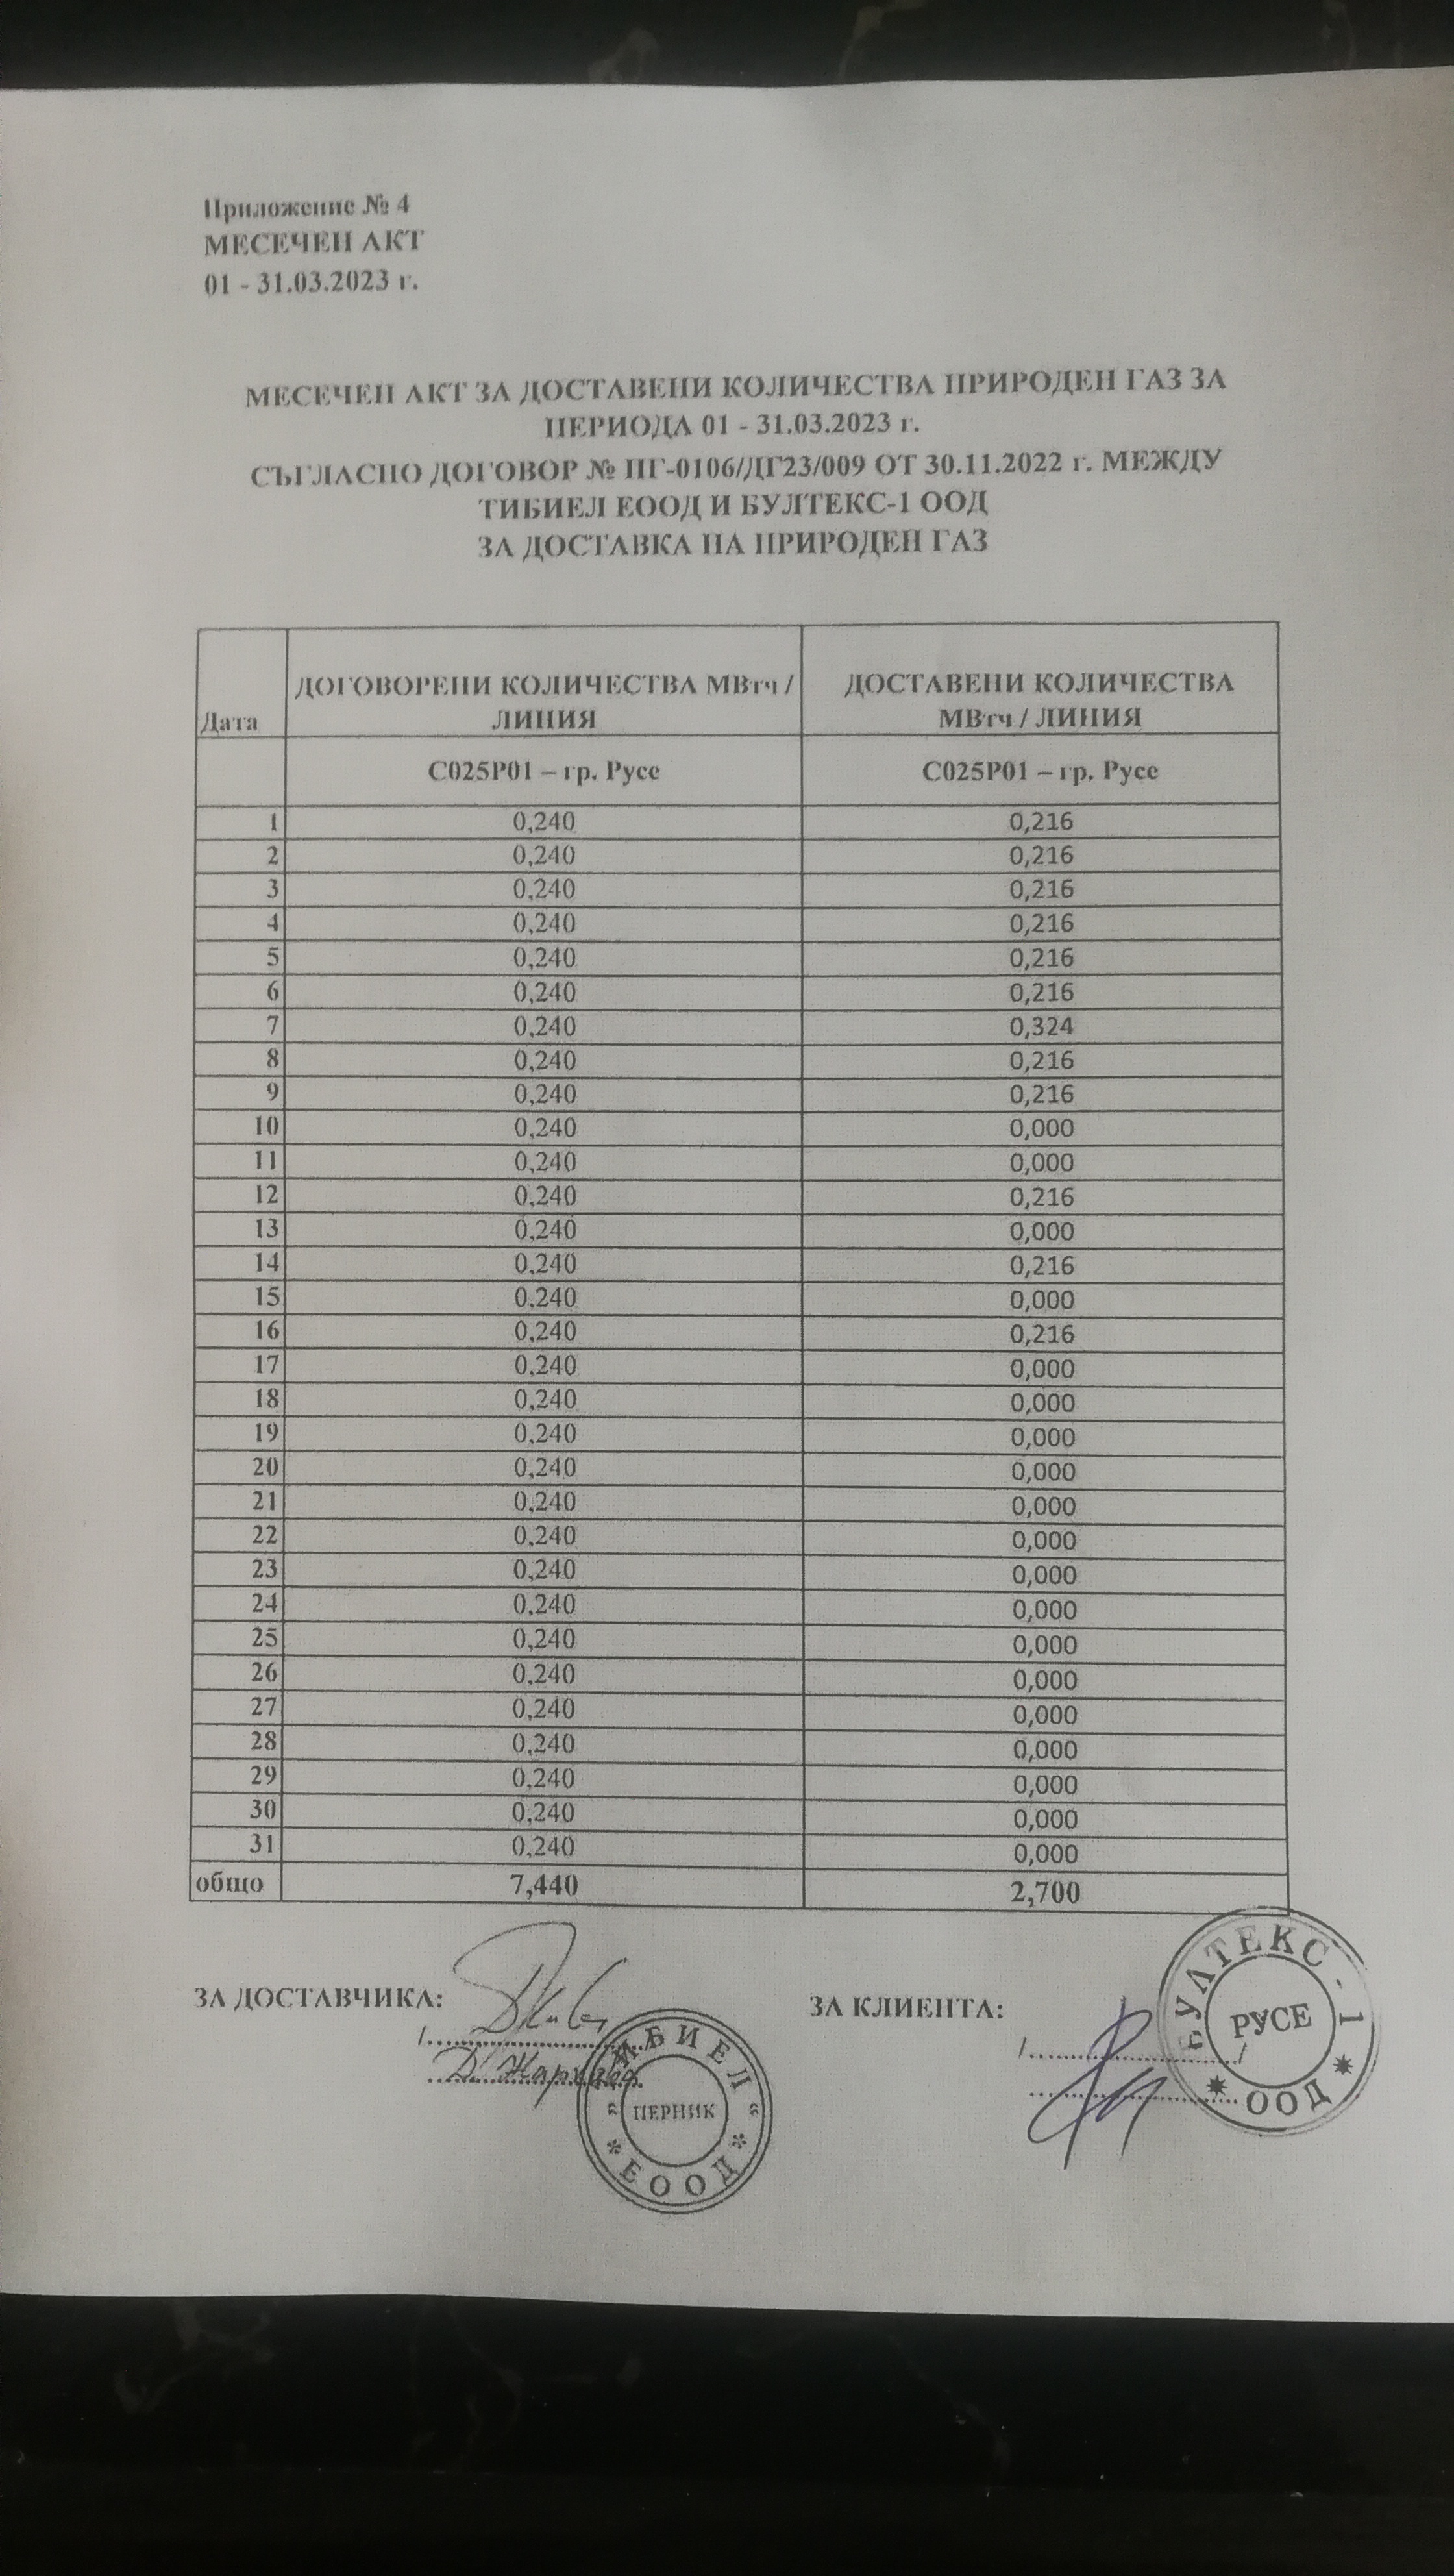 Приложение № 4
МЕСЕЧЕН АКТ
01 - 31.03.2023 г.
МЕСЕЧЕН АКТ ЗА ДОСТАВЕНИ КОЛИЧЕСТВА ПРИРОДЕН ГАЗ ЗА
ПЕРИОДА 01 - 31.03.2023 г.
СЪГЛАСНО ДОГОВОР № ПГ-0106/ДГ23/009 ОТ 30.11.2022 г. МЕЖДУ
ТИБИЕЛ ЕООД И БУЛТЕКС-1 ООД
ЗА ДОСТАВКА НА ПРИРОДЕН ГАЗ
Дата ДОГОВОРЕНИ КОЛИЧЕСТВА МВтч / ЛИНИЯ ДОСТАВЕНИ КОЛИЧЕСТВА МВтч / ЛИНИЯ
С025Р01 – гр. Русе С025Р01 – гр. Русе
1 0,240 0,216
2 0,240 0,216
3 0,240 0,216
4 0,240 0,216
5 0,240 0,216
6 0,240 0,216
7 0,240 0,324
8 0,240 0,216
9 0,240 0,216
10 0,240 0,000
11 0,240 0,000
12 0,240 0,216
13 0,240 0,000
14 0,240 0,216
15 0,240 0,000
16 0,240 0,216
17 0,240 0,000
18 0,240 0,000
19 0,240 0,000
20 0,240 0,000
21 0,240 0,000
22 0,240 0,000
23 0,240 0,000
24 0,240 0,000
25 0,240 0,000
26 0,240 0,000
27 0,240 0,000
28 0,240 0,000
29 0,240 0,000
30 0,240 0,000
31 0,240 0,000
общо 7,440 2,700
ЗА ДОСТАВЧИКА: ЗА КЛИЕНТА:
ТИБИЕЛ ЕООД
ПЕРНИК
БУЛТЕКС - 1 ООД
РУСЕ